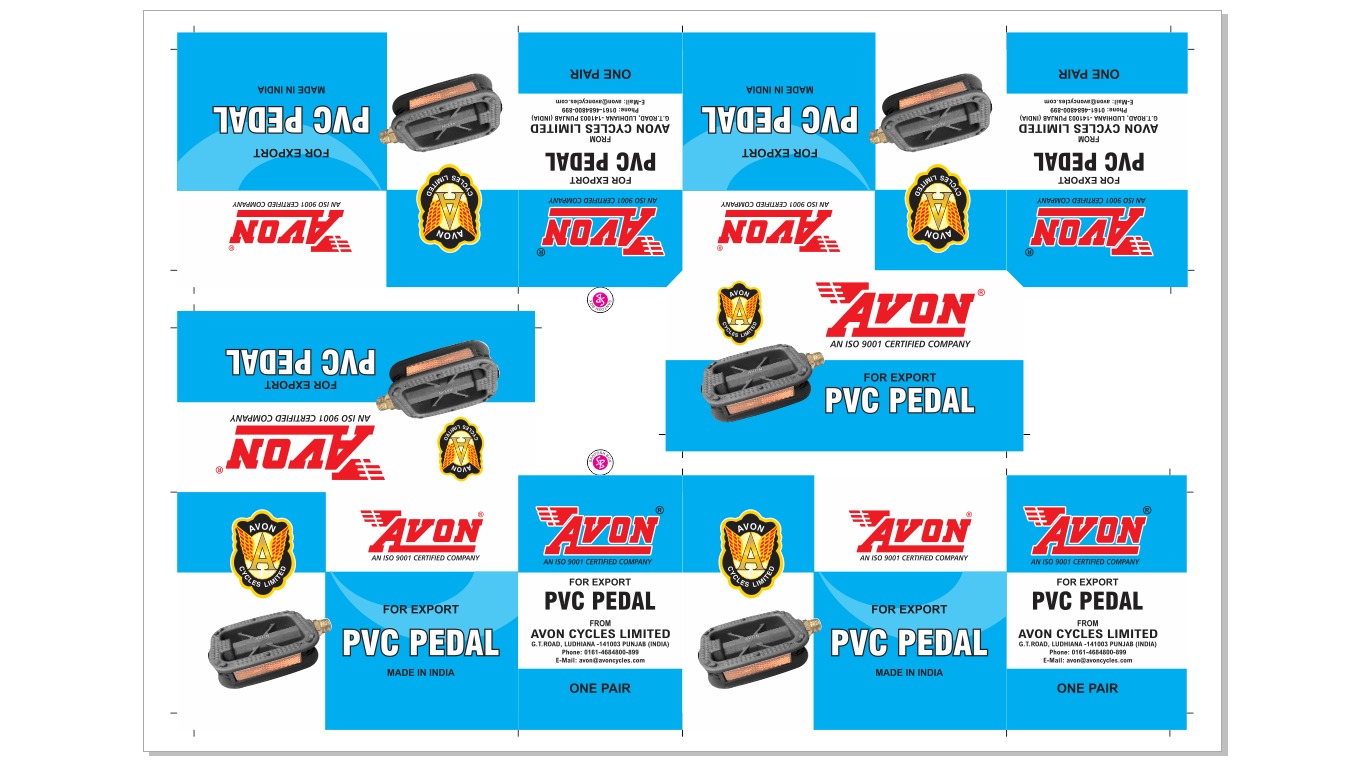 MADE IN INDIA
PVC PEDAL
FOR EXPORT
AN ISO 9001 CERTIFIED COMPANY
AVON
®
CYCLES LIMITED
AVON
ONE PAIR
E-Mail: avon@avoncycles.com
Phone: 0161-4684800-899
G.T.ROAD, LUDHIANA -141003 PUNJAB (INDIA)
AVON CYCLES LIMITED
FROM
PVC PEDAL
FOR EXPORT
AN ISO 9001 CERTIFIED COMPANY
AVON
®
MADE IN INDIA
PVC PEDAL
FOR EXPORT
AN ISO 9001 CERTIFIED COMPANY
AVON
®
CYCLES LIMITED
AVON
ONE PAIR
E-Mail: avon@avoncycles.com
Phone: 0161-4684800-899
G.T.ROAD, LUDHIANA -141003 PUNJAB (INDIA)
AVON CYCLES LIMITED
FROM
PVC PEDAL
FOR EXPORT
AN ISO 9001 CERTIFIED COMPANY
AVON
®
PVC PEDAL
FOR EXPORT
AN ISO 9001 CERTIFIED COMPANY
AVON
®
CYCLES LIMITED
AVON
AVON
CYCLES LIMITED
AVON
®
AN ISO 9001 CERTIFIED COMPANY
FOR EXPORT
PVC PEDAL
AVON
CYCLES LIMITED
AVON
®
AN ISO 9001 CERTIFIED COMPANY
FOR EXPORT
PVC PEDAL
MADE IN INDIA
AVON
®
AN ISO 9001 CERTIFIED COMPANY
FOR EXPORT
PVC PEDAL
FROM
AVON CYCLES LIMITED
G.T.ROAD, LUDHIANA -141003 PUNJAB (INDIA)
Phone: 0161-4684800-899
E-Mail: avon@avoncycles.com
ONE PAIR
AVON
CYCLES LIMITED
AVON
®
AN ISO 9001 CERTIFIED COMPANY
FOR EXPORT
PVC PEDAL
MADE IN INDIA
AVON
®
AN ISO 9001 CERTIFIED COMPANY
FOR EXPORT
PVC PEDAL
FROM
AVON CYCLES LIMITED
G.T.ROAD, LUDHIANA -141003 PUNJAB (INDIA)
Phone: 0161-4684800-899
E-Mail: avon@avoncycles.com
ONE PAIR